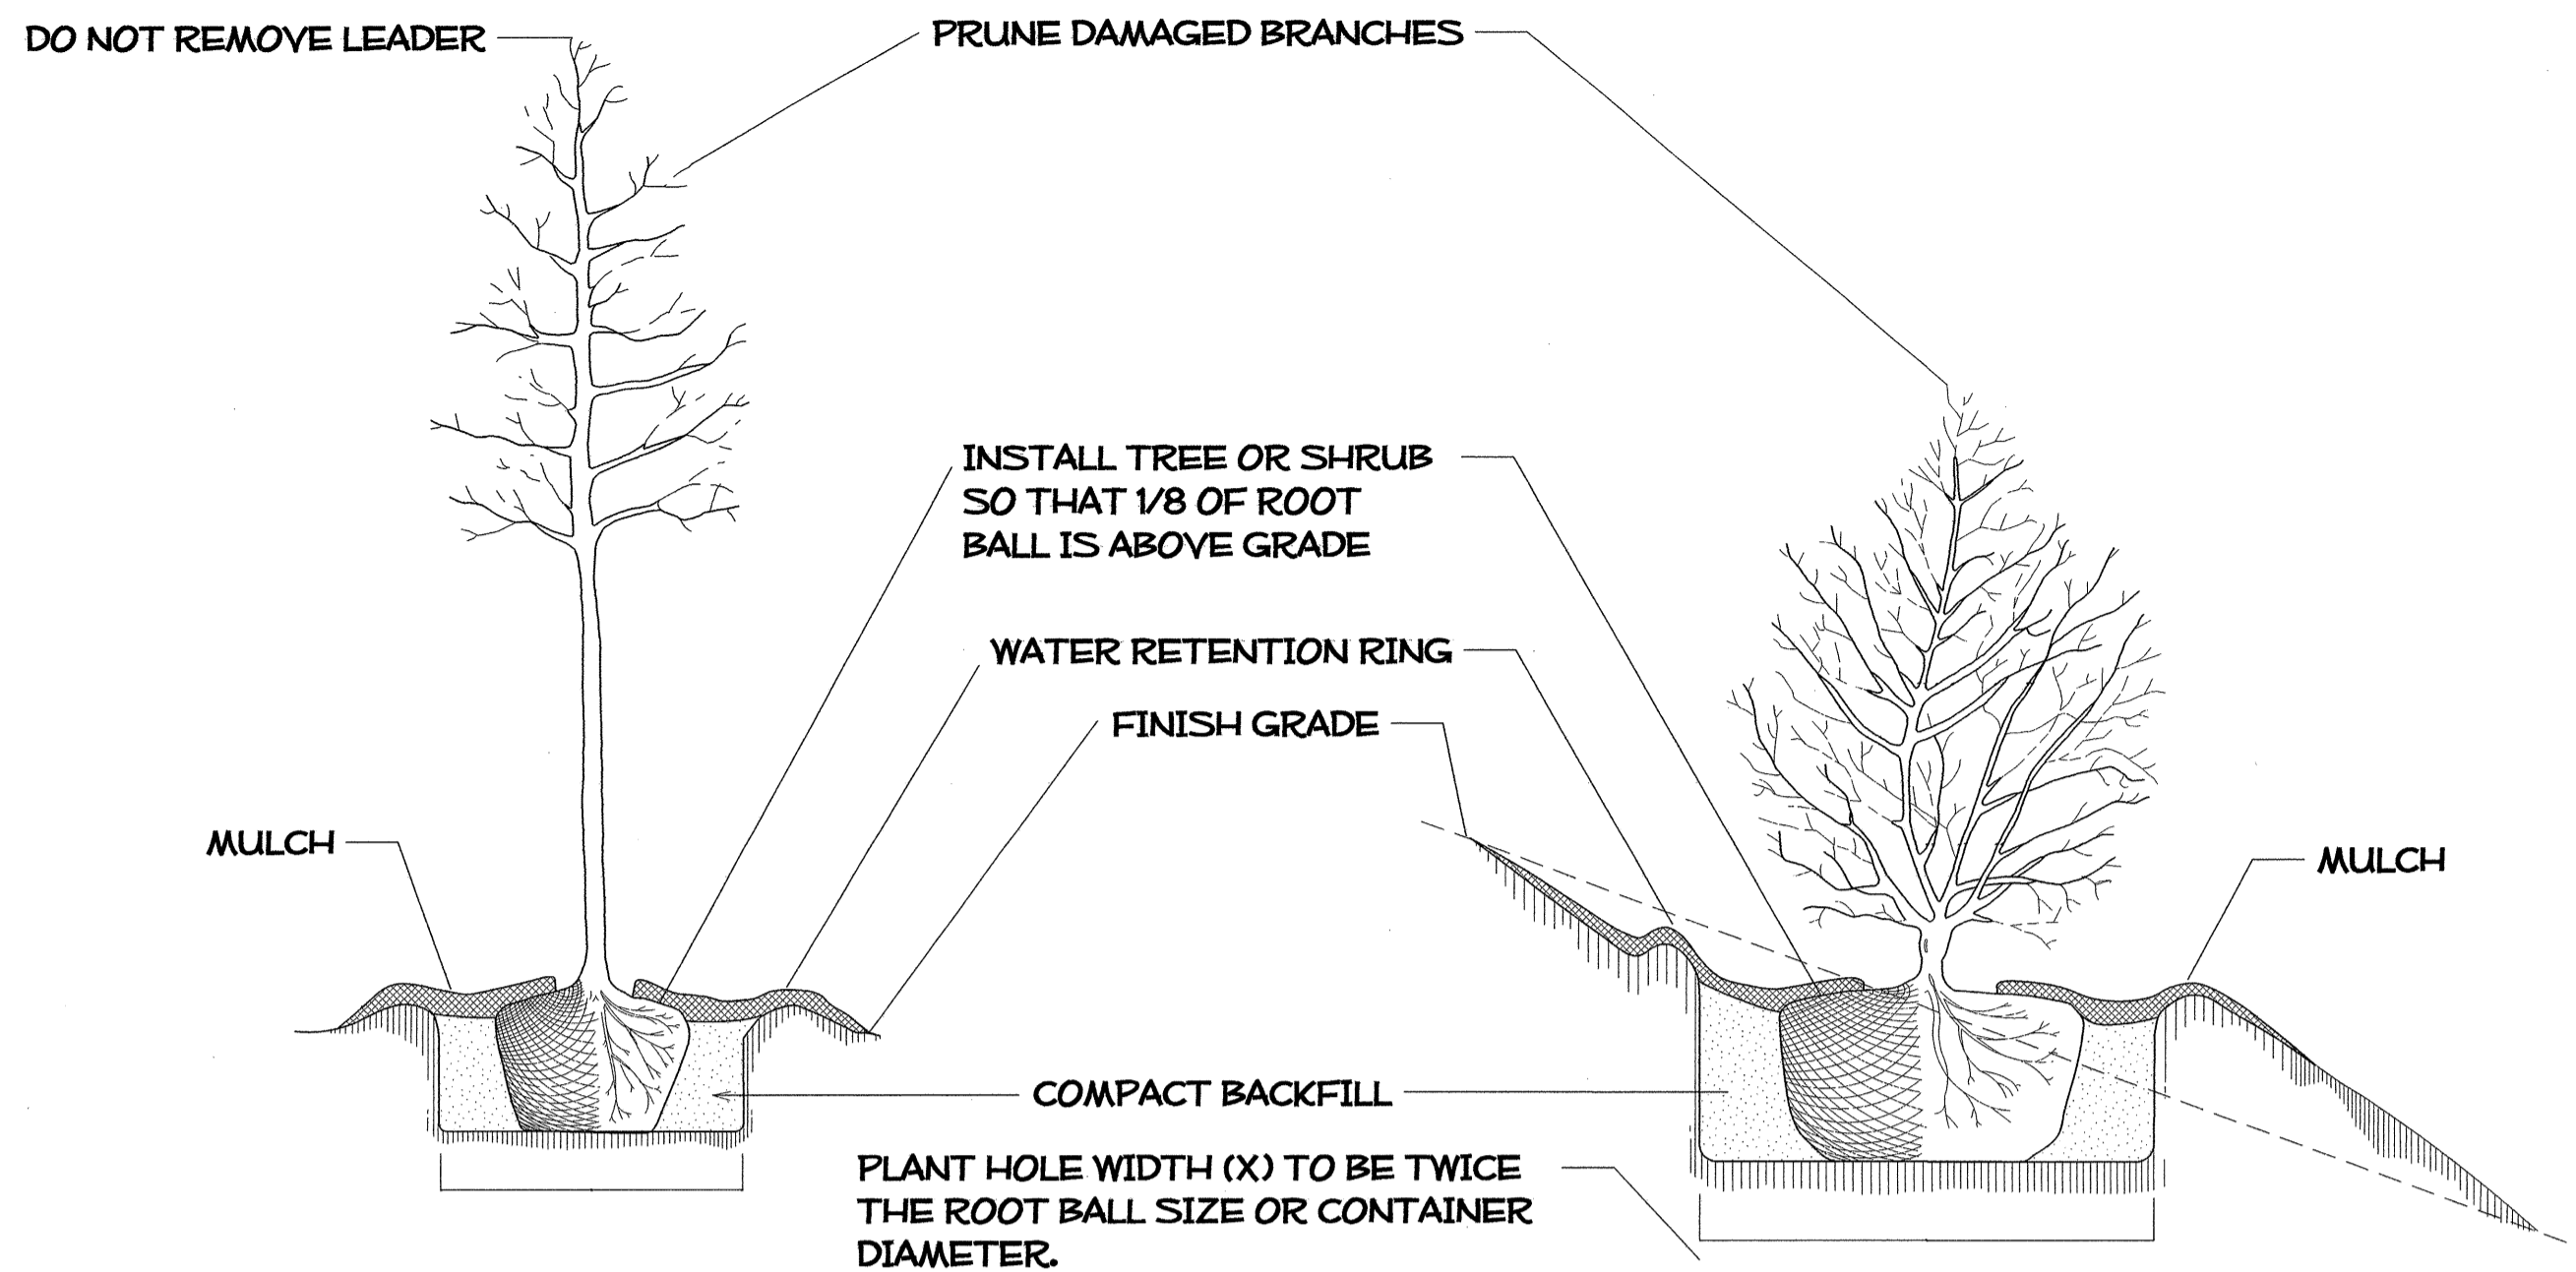 DO NOT REMOVE LEADER
PRUNE DAMAGED BRANCHES
INSTALL TREE OR SHRUB
SO THAT 1/8 OF ROOT
BALL IS ABOVE GRADE
WATER RETENTION RING
FINISH GRADE
MULCH
MULCH
COMPACT BACKFILL
PLANT HOLE WIDTH (X) TO BE TWICE
THE ROOT BALL SIZE OR CONTAINER
DIAMETER.